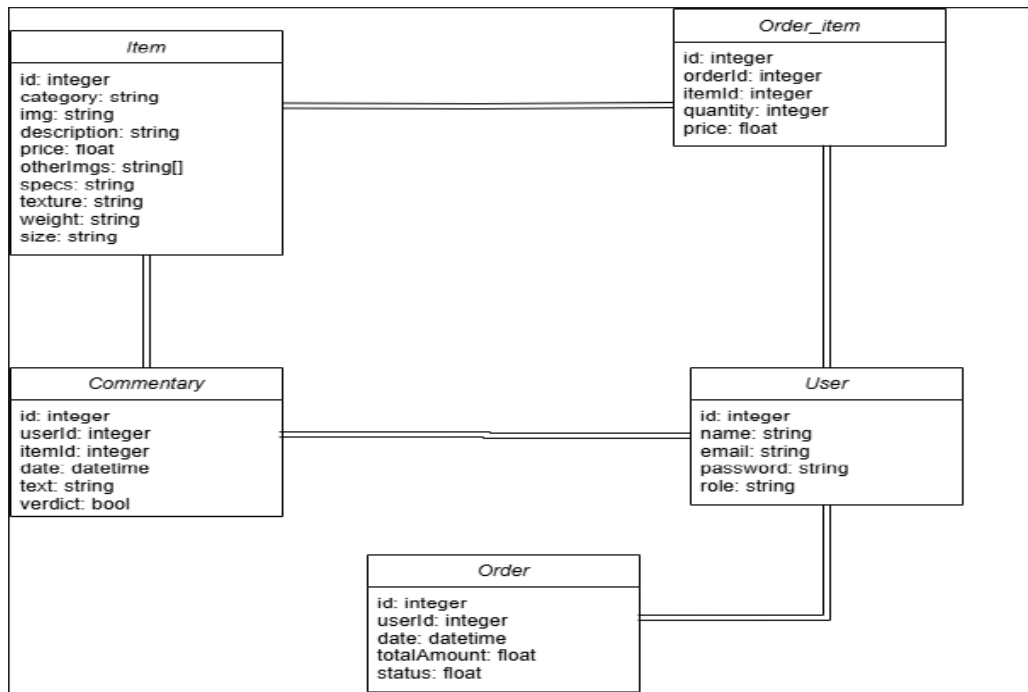 Item
id: integer
category: string
img: string
description: string
price: float
otherImgs: string[]
specs: string
texture: string
weight: string
size: string
Order_item
id: integer
orderId: integer
itemId: integer
quantity: integer
price: float
Commentary
id: integer
userId: integer
itemId: integer
date: datetime
text: string
verdict: bool
User
id: integer
name: string
email: string
password: string
role: string
Order
id: integer
userId: integer
date: datetime
totalAmount: float
status: float